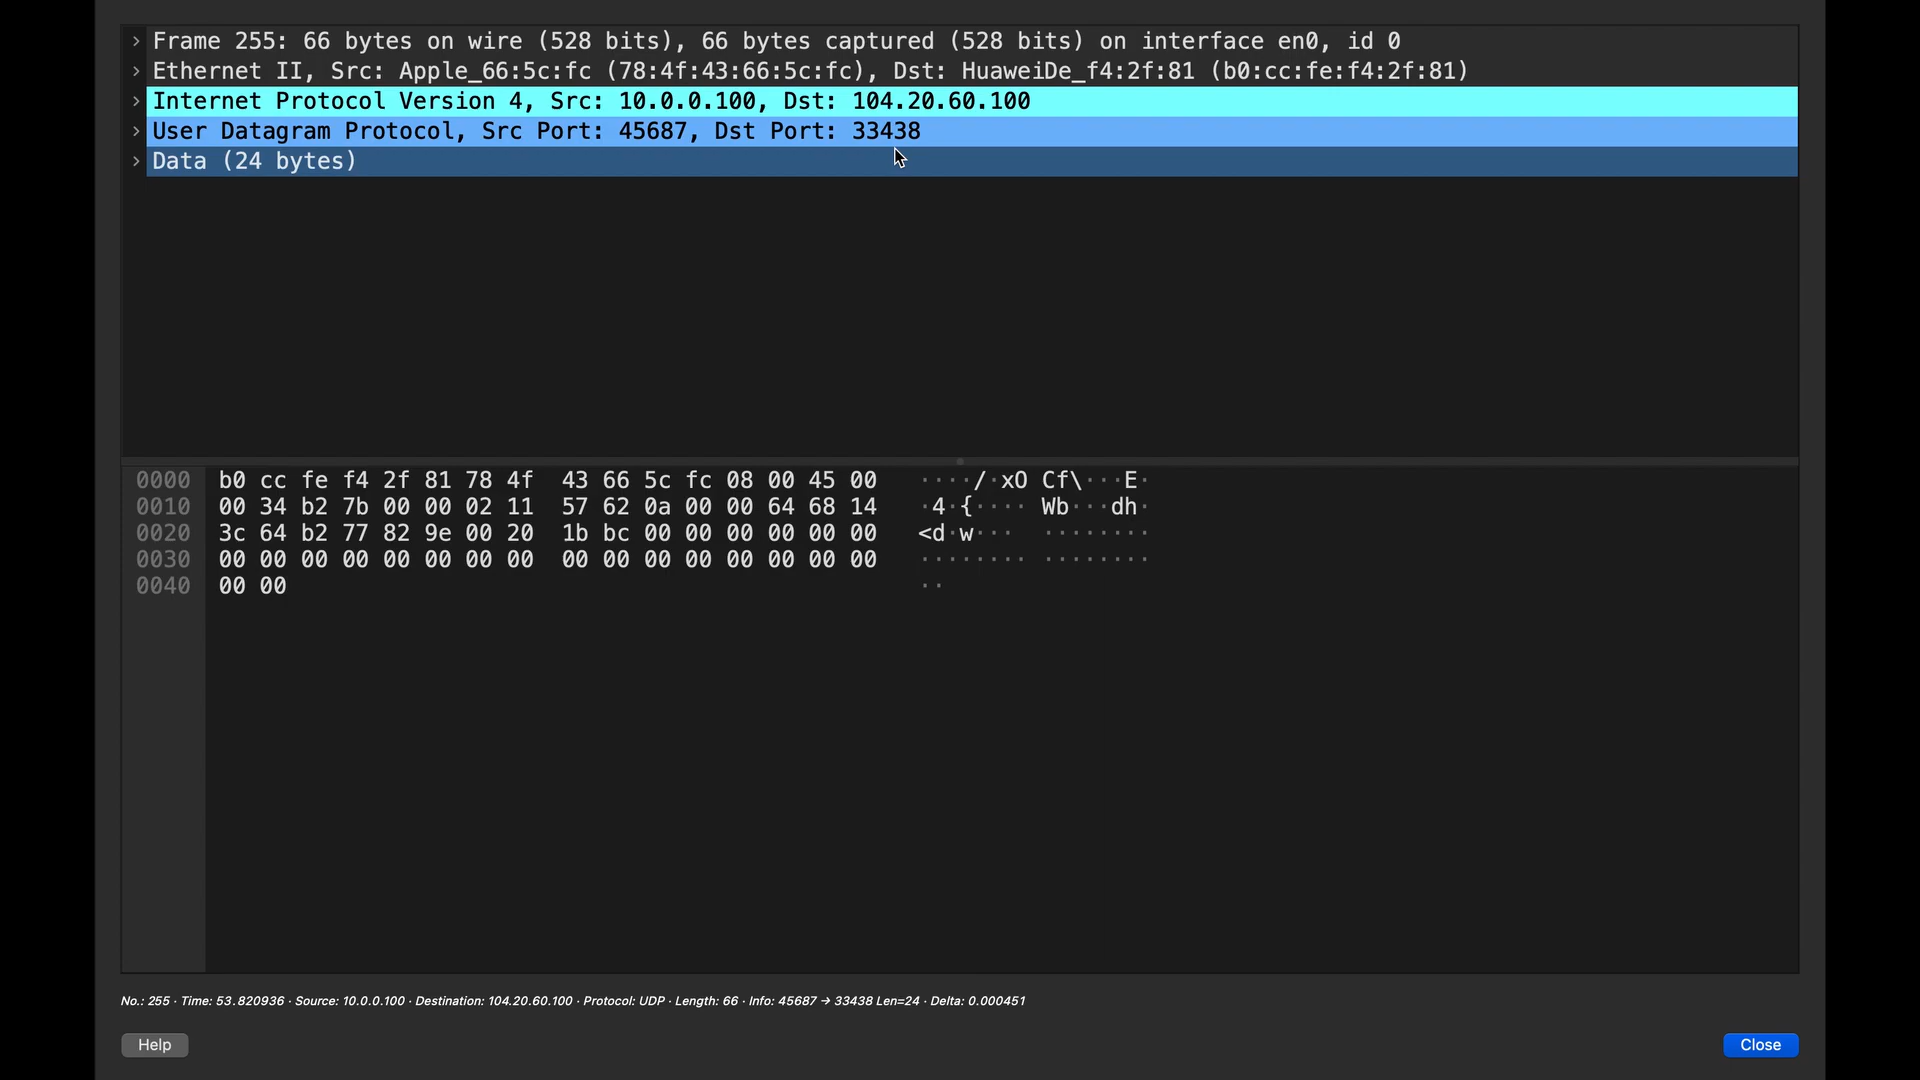 Frame 255: 66 bytes on wire (528 bits), 66 bytes captured (528 bits) on interface en0, id 0
Ethernet II, Src: Apple_66:5c:fc (78:4f:43:66:5c:fc), Dst: HuaweiDe_f4:2f:81 (b0:cc:fe:f4:2f:81)
Internet Protocol Version 4, Src: 10.0.0.100, Dst: 104.20.60.100
User Datagram Protocol, Src Port: 45687, Dst Port: 33438
Data (24 bytes)
0000 b0 cc fe f4 2f 81 78 4f 43 66 5c fc 08 00 45 00 ····/·xO Cf\···E·
0010 00 34 b2 7b 00 00 02 11 57 62 0a 00 00 64 68 14 ·4·{···· Wb···dh·
0020 3c 64 b2 77 82 9e 00 20 1b bc 00 00 00 00 00 00 <d·w··· ········
0030 00 00 00 00 00 00 00 00 00 00 00 00 00 00 00 00 ········ ········
0040 00 00 ··
No.: 255 · Time: 53.820936 · Source: 10.0.0.100 · Destination: 104.20.60.100 · Protocol: UDP · Length: 66 · Info: 45687 → 33438 Len=24 · Delta: 0.000451
Help
Close